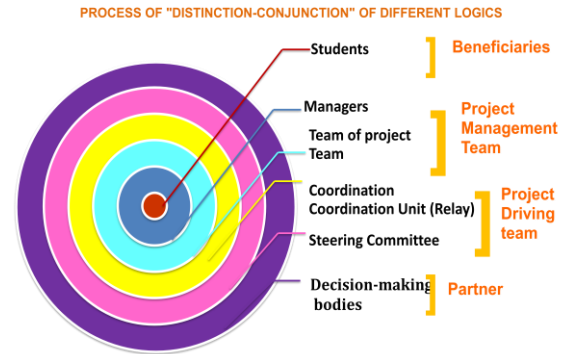 PROCESS OF "DISTINCTION-CONJUNCTION" OF DIFFERENT LOGICS
Students
Beneficiaries
Managers
Team of project
Team
Project
Management
Team
Coordination
Coordination Unit (Relay)
Steering Committee
Project
Driving
team
Decision-making
bodies
Partner